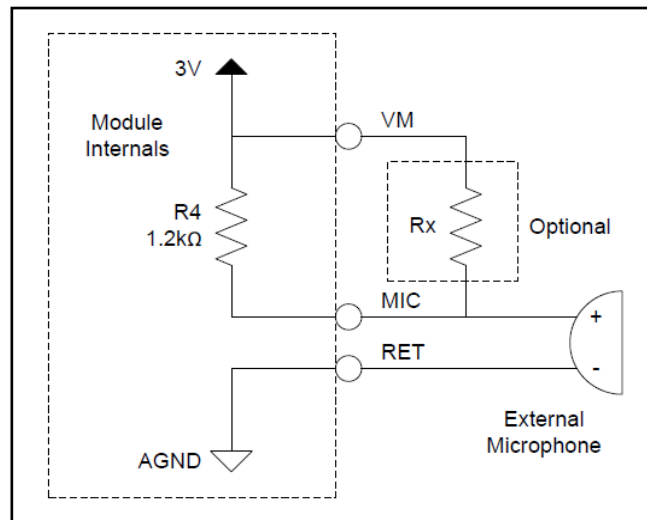 3V
VM
Module
Internals
R4
1.2kΩ
Rx
Optional
MIC
+
RET
-
AGND
External
Microphone